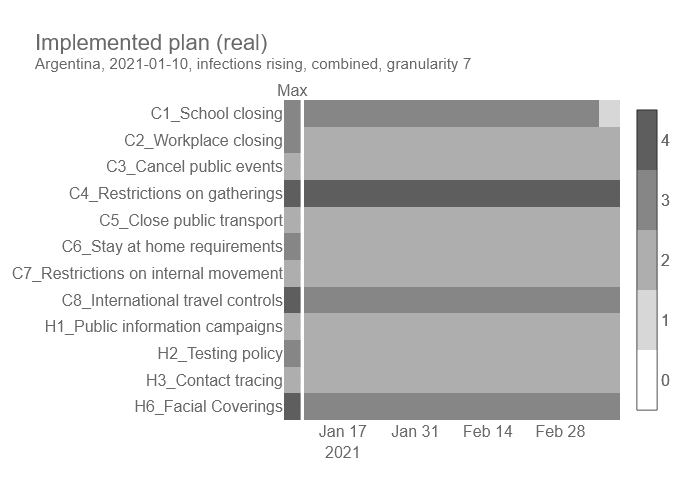 Implemented plan (real)
Argentina, 2021-01-10, infections rising, combined, granularity 7
Max
C1_School closing
C2_Workplace closing
C3_Cancel public events
C4_Restrictions on gatherings
C5_Close public transport
C6_Stay at home requirements
C7_Restrictions on internal movement
C8_International travel controls
H1_Public information campaigns
H2_Testing policy
H3_Contact tracing
H6_Facial Coverings
4
3
2
1
0
Jan 17 Jan 31 Feb 14 Feb 28
2021